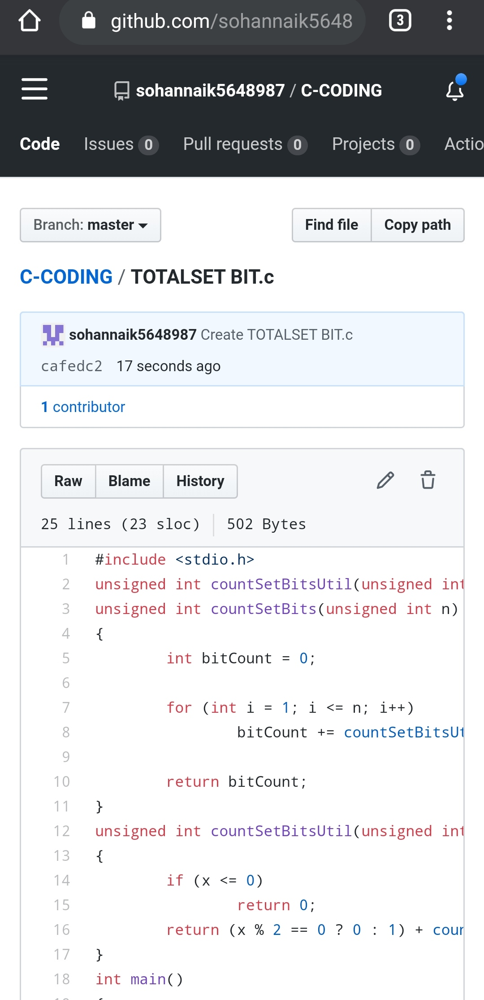 github.com/sohannaik5648
3
sohannaik5648987 / C-CODING
Code Issues 0 Pull requests 0 Projects 0 Actio
Branch: master Find file Copy path
C-CODING / TOTALSET BIT.c
sohannaik5648987 Create TOTALSET BIT.c
cafedc2 17 seconds ago
1 contributor
Raw Blame History
25 lines (23 sloc) 502 Bytes
1 #include <stdio.h>
2 unsigned int countSetBitsUtil(unsigned int
3 unsigned int countSetBits(unsigned int n)
4 {
5 int bitCount = 0;
6
7 for (int i = 1; i <= n; i++)
8 bitCount += countSetBitsUt
9
10 return bitCount;
11 }
12 unsigned int countSetBitsUtil(unsigned int
13 {
14 if (x <= 0)
15 return 0;
16 return (x % 2 == 0 ? 0 : 1) + coun
17 }
18 int main()